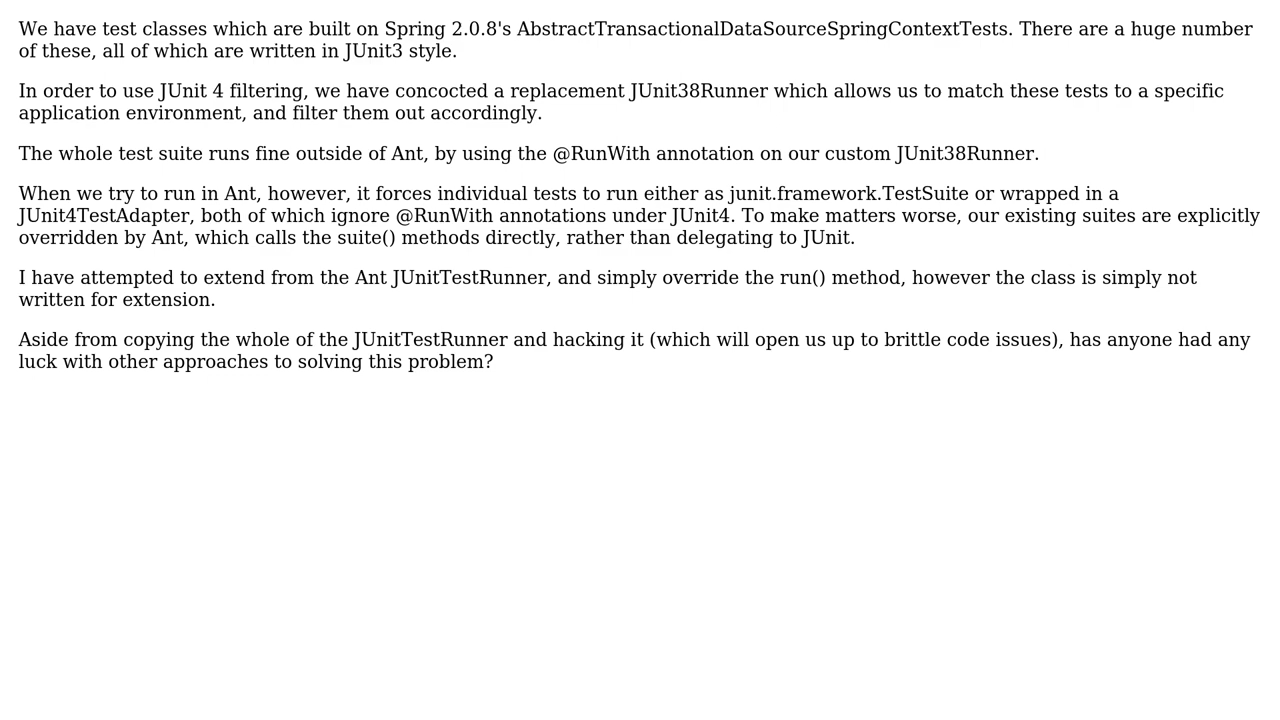 We have test classes which are built on Spring 2.0.8's AbstractTransactionalDataSourceSpringContextTests. There are a huge number
of these, all of which are written in JUnit3 style.
In order to use JUnit 4 filtering, we have concocted a replacement JUnit38Runner which allows us to match these tests to a specific
application environment, and filter them out accordingly.
The whole test suite runs fine outside of Ant, by using the @RunWith annotation on our custom JUnit38Runner.
When we try to run in Ant, however, it forces individual tests to run either as junit.framework.TestSuite or wrapped in a
JUnit4TestAdapter, both of which ignore @RunWith annotations under JUnit4. To make matters worse, our existing suites are explicitly
overridden by Ant, which calls the suite() methods directly, rather than delegating to JUnit.
I have attempted to extend from the Ant JUnitTestRunner, and simply override the run() method, however the class is simply not
written for extension.
Aside from copying the whole of the JUnitTestRunner and hacking it (which will open us up to brittle code issues), has anyone had any
luck with other approaches to solving this problem?